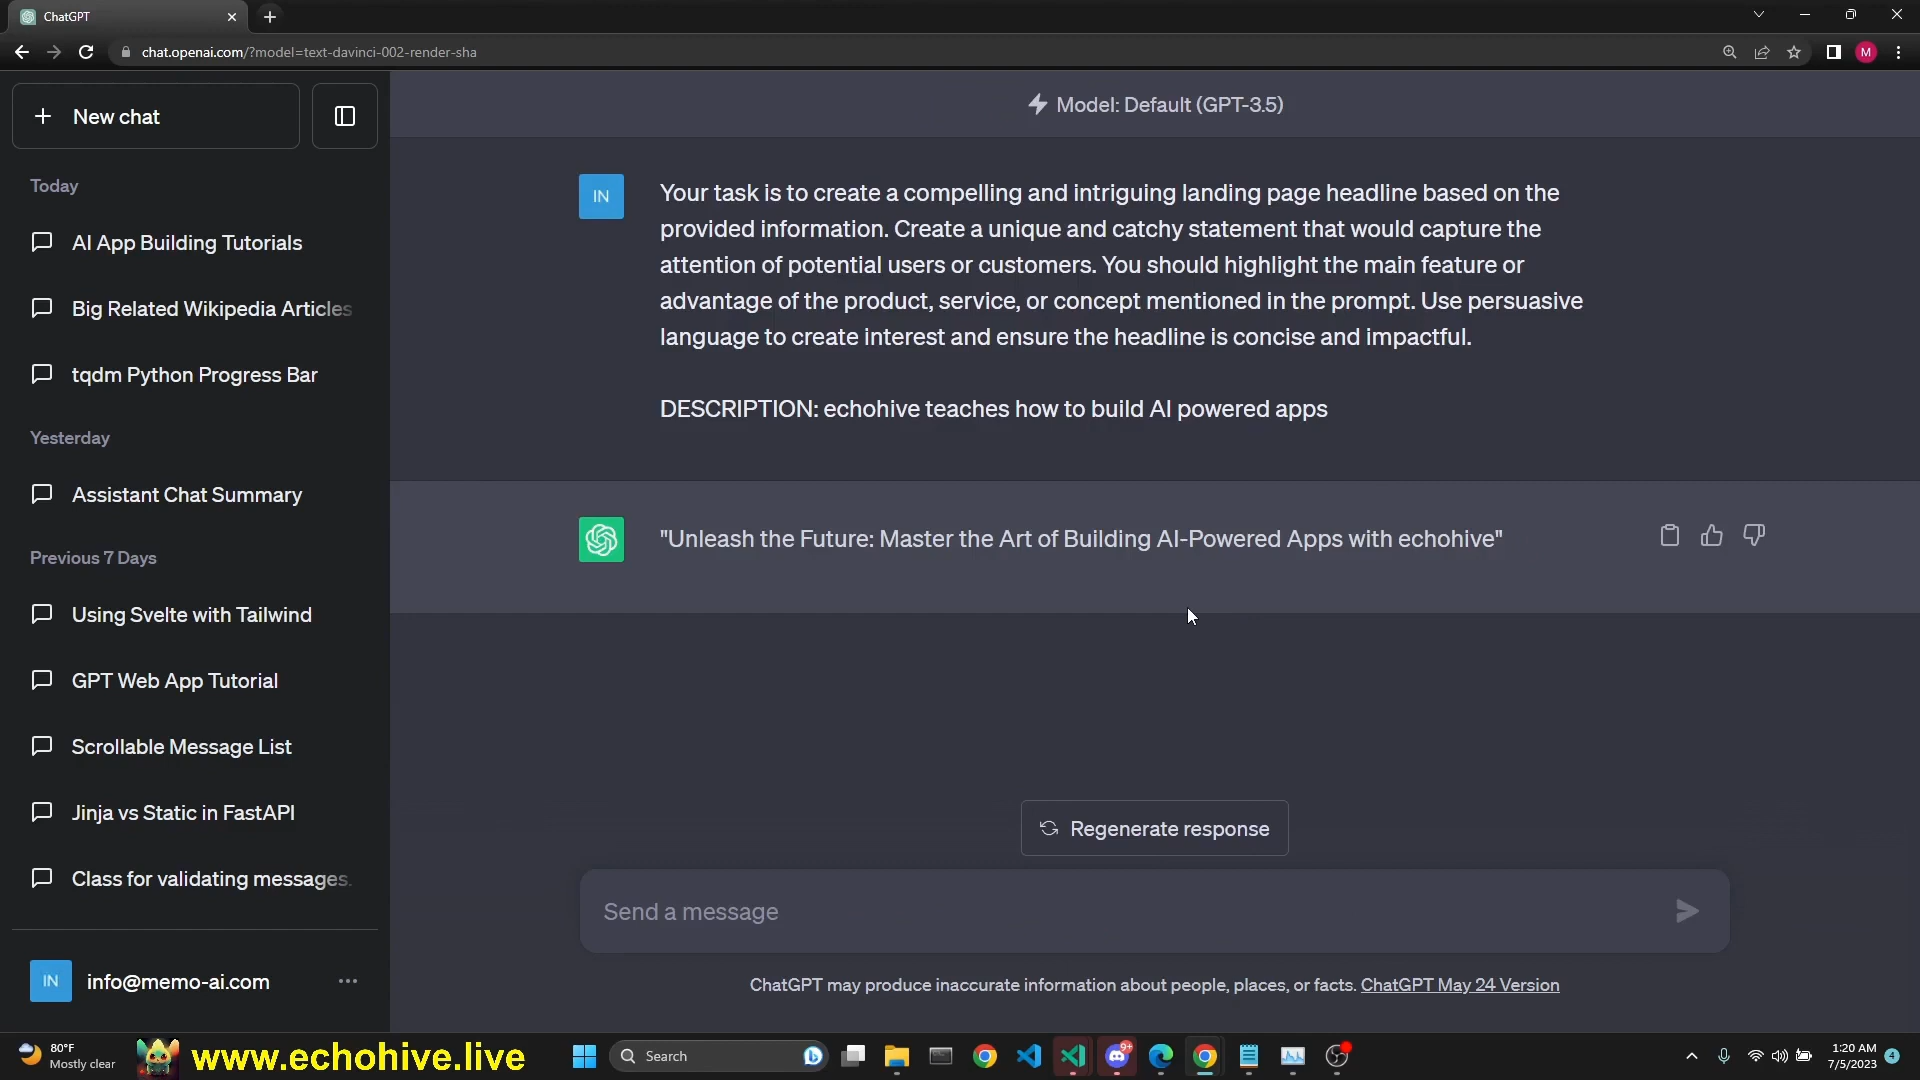 ChatGPT
chat.openai.com/?model=text-davinci-002-render-sha
M
New chat
Model: Default (GPT-3.5)
Today
AI App Building Tutorials
Big Related Wikipedia Articles
tqdm Python Progress Bar
Yesterday
Assistant Chat Summary
Previous 7 Days
Using Svelte with Tailwind
GPT Web App Tutorial
Scrollable Message List
Jinja vs Static in FastAPI
Class for validating messages.
IN
info@memo-ai.com
IN
Your task is to create a compelling and intriguing landing page headline based on the
provided information. Create a unique and catchy statement that would capture the
attention of potential users or customers. You should highlight the main feature or
advantage of the product, service, or concept mentioned in the prompt. Use persuasive
language to create interest and ensure the headline is concise and impactful.
DESCRIPTION: echohive teaches how to build AI powered apps
"Unleash the Future: Master the Art of Building AI-Powered Apps with echohive"
Regenerate response
Send a message
ChatGPT may produce inaccurate information about people, places, or facts. ChatGPT May 24 Version
80°F
Mostly clear
www.echohive.live
Search
9+
1:20 AM
7/5/2023
4